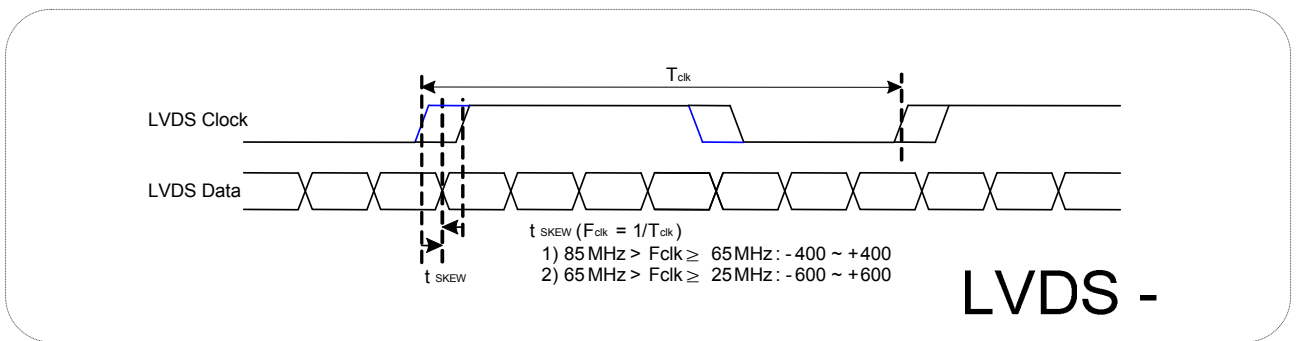 Tclk
LVDS Clock
LVDS Data
t SKEW (Fclk = 1/Tclk)
1) 85 MHz > Fclk ≥ 65 MHz : - 400 ~ + 400
2) 65 MHz > Fclk ≥ 25 MHz : - 600 ~ + 600
t SKEW
LVDS -